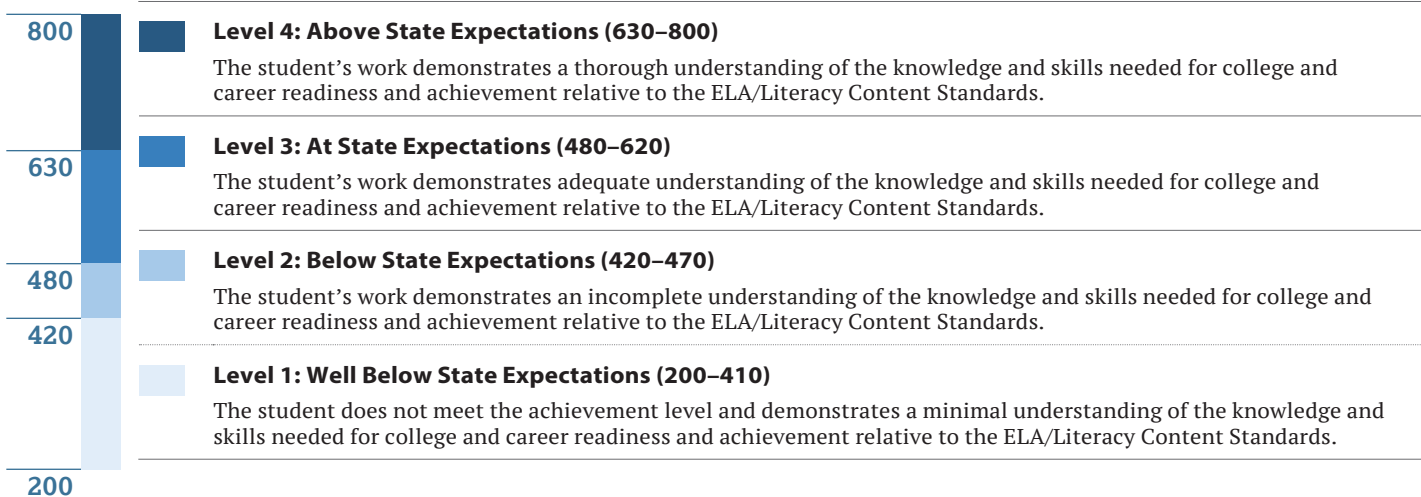 800
Level 4: Above State Expectations (630–800)
The student’s work demonstrates a thorough understanding of the knowledge and skills needed for college and
career readiness and achievement relative to the ELA/Literacy Content Standards.
630
Level 3: At State Expectations (480–620)
The student’s work demonstrates adequate understanding of the knowledge and skills needed for college and
career readiness and achievement relative to the ELA/Literacy Content Standards.
480
Level 2: Below State Expectations (420–470)
The student’s work demonstrates an incomplete understanding of the knowledge and skills needed for college and
career readiness and achievement relative to the ELA/Literacy Content Standards.
420
Level 1: Well Below State Expectations (200–410)
The student does not meet the achievement level and demonstrates a minimal understanding of the knowledge and
skills needed for college and career readiness and achievement relative to the ELA/Literacy Content Standards.
200